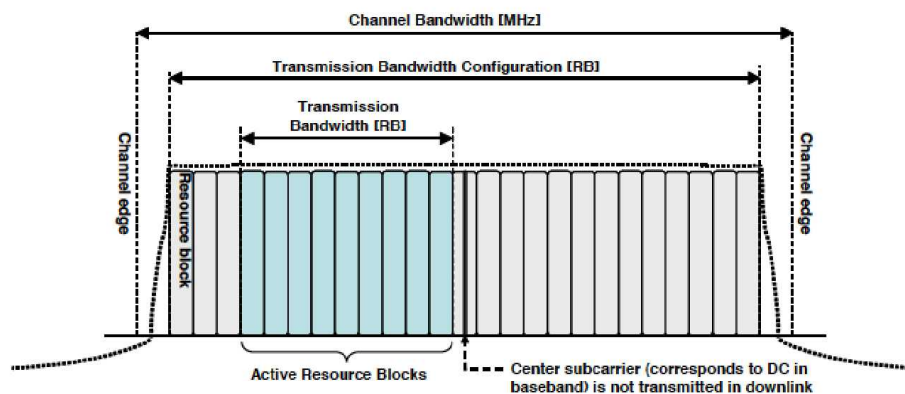 Channel Bandwidth [MHz]
Transmission Bandwidth Configuration [RB]
Transmission
Bandwidth [RB]
Channel edge
Resource block
Channel edge
Active Resource Blocks
Center subcarrier (corresponds to DC in
baseband) is not transmitted in downlink